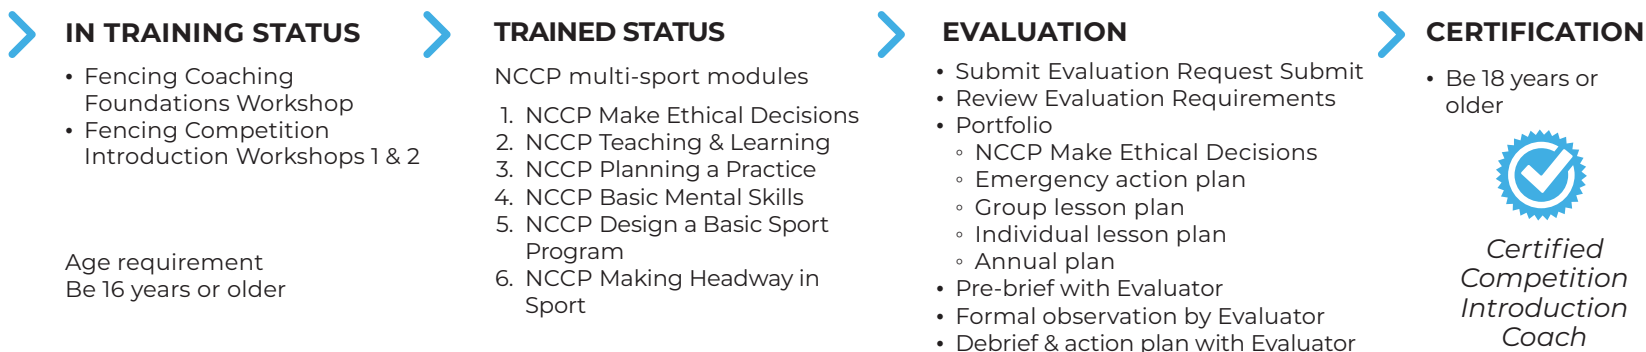 IN TRAINING STATUS
• Fencing Coaching
Foundations Workshop
• Fencing Competition
Introduction Workshops 1 & 2
Age requirement
Be 16 years or older
TRAINED STATUS
NCCP multi-sport modules
1. NCCP Make Ethical Decisions
2. NCCP Teaching & Learning
3. NCCP Planning a Practice
4. NCCP Basic Mental Skills
5. NCCP Design a Basic Sport
Program
6. NCCP Making Headway in
Sport
EVALUATION
• Submit Evaluation Request Submit
• Review Evaluation Requirements
• Portfolio
◦ NCCP Make Ethical Decisions
◦ Emergency action plan
◦ Group lesson plan
◦ Individual lesson plan
◦ Annual plan
• Pre-brief with Evaluator
• Formal observation by Evaluator
• Debrief & action plan with Evaluator
CERTIFICATION
• Be 18 years or
older
Certified
Competition
Introduction
Coach